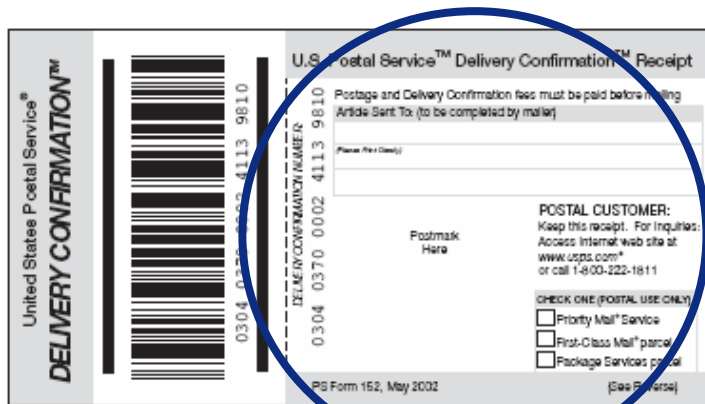 United States Postal Service®
DELIVERY CONFIRMATION™
0304 0370 0002 4113 9810
DELIVERY CONFIRMATION NUMBER:
0304 0370 0002 4113 9810
U.S. Postal Service™ Delivery Confirmation™ Receipt
Postage and Delivery Confirmation fees must be paid before mailing
Article Sent To: (to be completed by mailer)
(Please Print Clearly)
Postmark
Here
POSTAL CUSTOMER:
Keep this receipt. For Inquiries:
Access internet web site at
www.usps.com®
or call 1-800-222-1811
CHECK ONE (POSTAL USE ONLY)
Priority Mail® Service
First-Class Mail® parcel
Package Services parcel
PS Form 152, May 2002
(See Reverse)